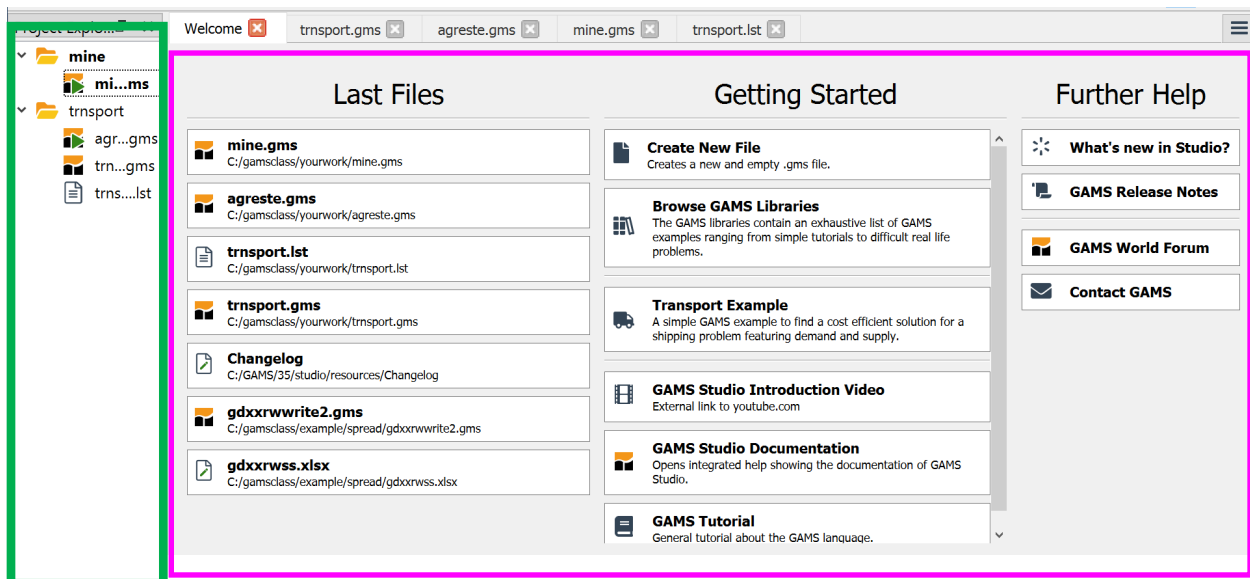 Project Explo...
Welcome
trnsport.gms
agreste.gms
mine.gms
trnsport.lst
mine
mi...ms
trnsport
agr...gms
trn...gms
trns....lst
Last Files
mine.gms
C:/gamsclass/yourwork/mine.gms
agreste.gms
C:/gamsclass/yourwork/agreste.gms
trnsport.lst
C:/gamsclass/yourwork/trnsport.lst
trnsport.gms
C:/gamsclass/yourwork/trnsport.gms
Changelog
C:/GAMS/35/studio/resources/Changelog
gdxxrwwrite2.gms
C:/gamsclass/example/spread/gdxxrwwrite2.gms
gdxxrwss.xlsx
C:/gamsclass/example/spread/gdxxrwss.xlsx
Getting Started
Create New File
Creates a new and empty .gms file.
Browse GAMS Libraries
The GAMS libraries contain an exhaustive list of GAMS
examples ranging from simple tutorials to difficult real life
problems.
Transport Example
A simple GAMS example to find a cost efficient solution for a
shipping problem featuring demand and supply.
GAMS Studio Introduction Video
External link to youtube.com
GAMS Studio Documentation
Opens integrated help showing the documentation of GAMS
Studio.
GAMS Tutorial
General tutorial about the GAMS language.
Further Help
What's new in Studio?
GAMS Release Notes
GAMS World Forum
Contact GAMS